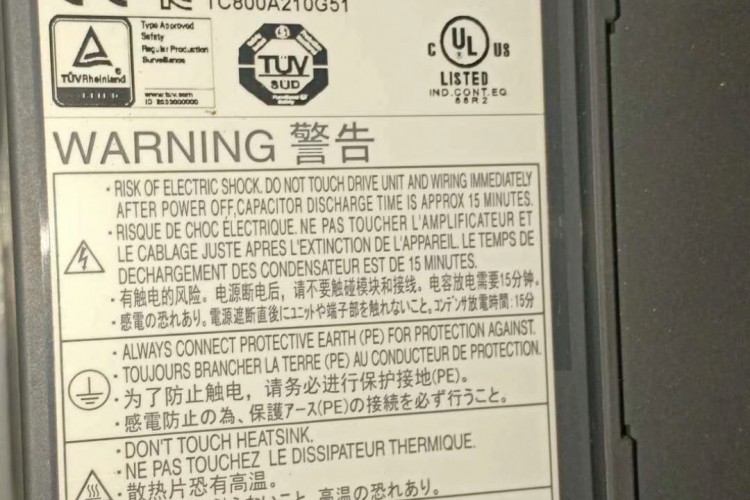 TC800A210G51
Type Approved
Safety
Regular Production
Surveillance
TÜVRheinland
www.tuv.com
TÜV
SÜD
C UL US
LISTED
IND.CONT.EQ.
66R2
WARNING 警告
・RISK OF ELECTRIC SHOCK. DO NOT TOUCH DRIVE UNIT AND WIRING IMMEDIATELY
AFTER POWER OFF,CAPACITOR DISCHARGE TIME IS APPROX 15 MINUTES.
・RISQUE DE CHOC ÉLECTRIQUE. NE PAS TOUCHER L'AMPLIFICATEUR ET
LE CABLAGE JUSTE APRES L'EXTINCTION DE L'APPAREIL. LE TEMPS DE
DECHARGEMENT DES CONDENSATEUR EST DE 15 MINUTES.
・有触电的风险。电源断电后，请不要触碰模块和接线。电容放电需要15分钟。
・感電の恐れあり。電源遮断直後にユニットや端子部を触れないこと。コンデンサ放電時間：15分
・ALWAYS CONNECT PROTECTIVE EARTH (PE) FOR PROTECTION AGAINST.
・TOUJOURS BRANCHER LA TERRE (PE) AU CONDUCTEUR DE PROTECTION.
・为了防止触电，请务必进行保护接地(PE)。
・感電防止の為、保護アース(PE)の接続を必ず行うこと。
・DON'T TOUCH HEATSINK.
・NE PAS TOUCHEZ LE DISSIPATEUR THERMIQUE.
・散热片恐有高温。
高温の恐れあり。